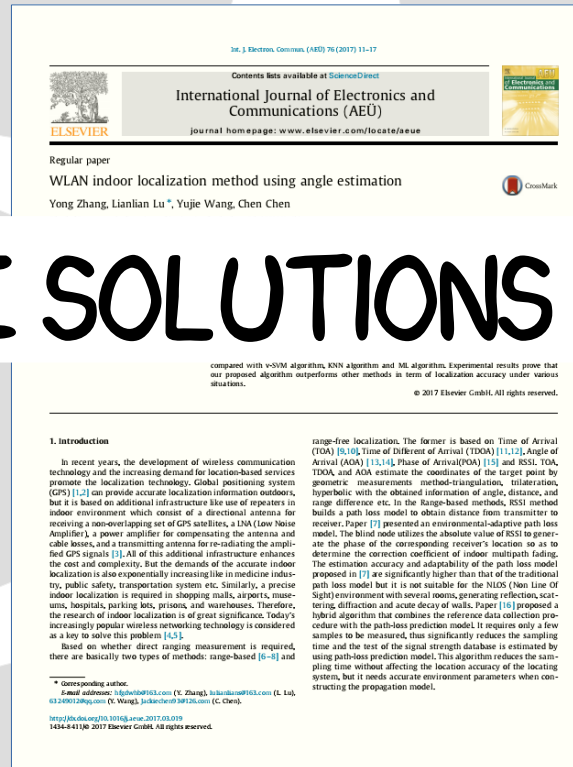 Int. J. Electron. Commun. (AEÜ) 76 (2017) 11–17
Contents lists available at ScienceDirect
International Journal of Electronics and
Communications (AEÜ)
journal homepage: www.elsevier.com/locate/aeue
ELSEVIER
Regular paper
WLAN indoor localization method using angle estimation
CrossMark
Yong Zhang, Lianlian Lu *, Yujie Wang, Chen Chen
SOLUTIONS
compared with v-SVM algorithm, KNN algorithm and ML algorithm. Experimental results prove that
our proposed algorithm outperforms other methods in term of localization accuracy under various
situations.
© 2017 Elsevier GmbH. All rights reserved.
1. Introduction
In recent years, the development of wireless communication
technology and the increasing demand for location-based services
promote the localization technology. Global positioning system
(GPS) [1,2] can provide accurate localization information outdoors,
but it is based on additional infrastructure like use of repeaters in
indoor environment which consist of a directional antenna for
receiving a non-overlapping set of GPS satellites, a LNA (Low Noise
Amplifier), a power amplifier for compensating the antenna and
cable losses, and a transmitting antenna for re-radiating the ampli-
fied GPS signals [3]. All of this additional infrastructure enhances
the cost and complexity. But the demands of the accurate indoor
localization is also exponentially increasing like in medicine indus-
try, public safety, transportation system etc. Similarly, a precise
indoor localization is required in shopping malls, airports, muse-
ums, hospitals, parking lots, prisons, and warehouses. Therefore,
the research of indoor localization is of great significance. Today's
increasingly popular wireless networking technology is considered
as a key to solve this problem [4,5].
Based on whether direct ranging measurement is required,
there are basically two types of methods: range-based [6–8] and
* Corresponding author.
E-mail addresses: hfgdwhb@163.com (Y. Zhang), lulianlians@163.com (L. Lu),
63249012@qq.com (Y. Wang), Jackiechen93@126.com (C. Chen).
http://dx.doi.org/10.1016/j.aeue.2017.03.019
1434-8411/© 2017 Elsevier GmbH. All rights reserved.
range-free localization. The former is based on Time of Arrival
(TOA) [9,10], Time of Different of Arrival (TDOA) [11,12], Angle of
Arrival (AOA) [13,14], Phase of Arrival(POA) [15] and RSSI. TOA,
TDOA, and AOA estimate the coordinates of the target point by
geometric measurements method-triangulation, trilateration,
hyperbolic with the obtained information of angle, distance, and
range difference etc. In the Range-based methods, RSSI method
builds a path loss model to obtain distance from transmitter to
receiver. Paper [7] presented an environmental-adaptive path loss
model. The blind node utilizes the absolute value of RSSI to gener-
ate the phase of the corresponding receiver's location so as to
determine the correction coefficient of indoor multipath fading.
The estimation accuracy and adaptability of the path loss model
proposed in [7] are significantly higher than that of the traditional
path loss model but it is not suitable for the NLOS (Non Line Of
Sight) environment with several rooms, generating reflection, scat-
tering, diffraction and acute decay of walls. Paper [16] proposed a
hybrid algorithm that combines the reference data collection pro-
cedure with the path-loss prediction model. It requires only a few
samples to be measured, thus significantly reduces the sampling
time and the test of the signal strength database is estimated by
using path-loss prediction model. This algorithm reduces the sam-
pling time without affecting the location accuracy of the locating
system, but it needs accurate environment parameters when con-
structing the propagation model.